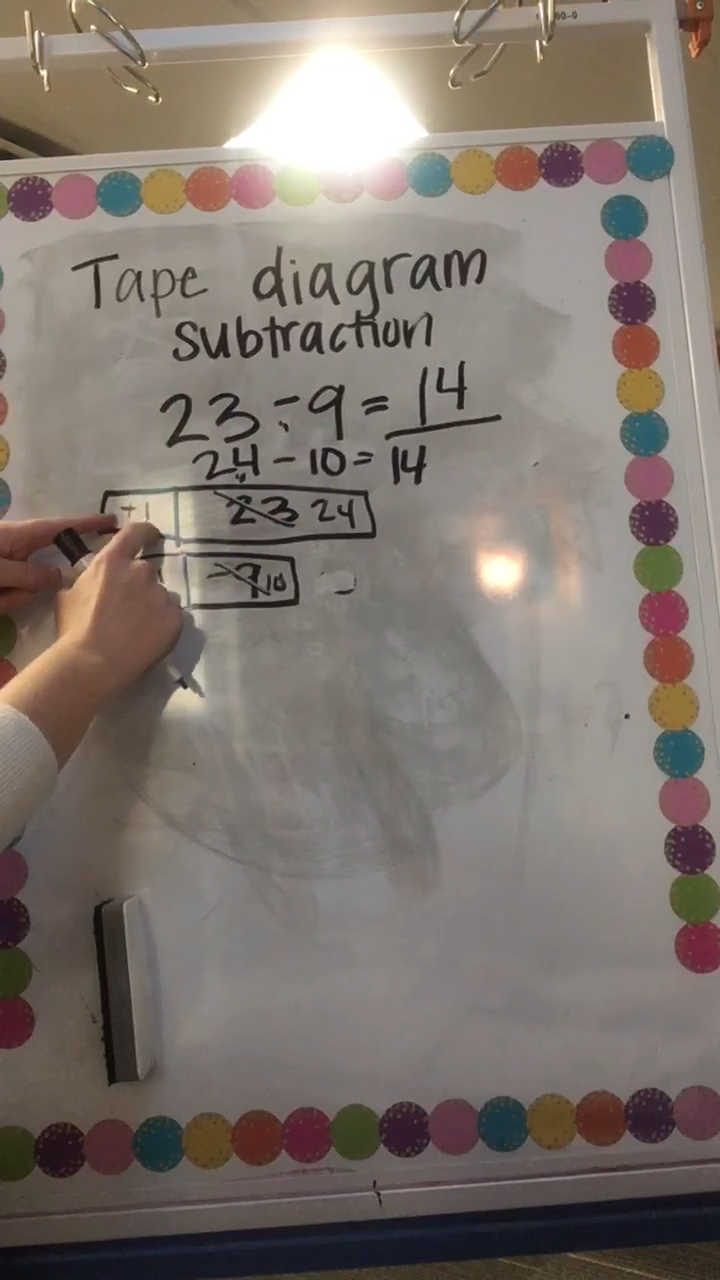 Tape diagram
subtraction
23 ÷ 9 = 14
24 - 10 = 14
+1 23 24
-9 10